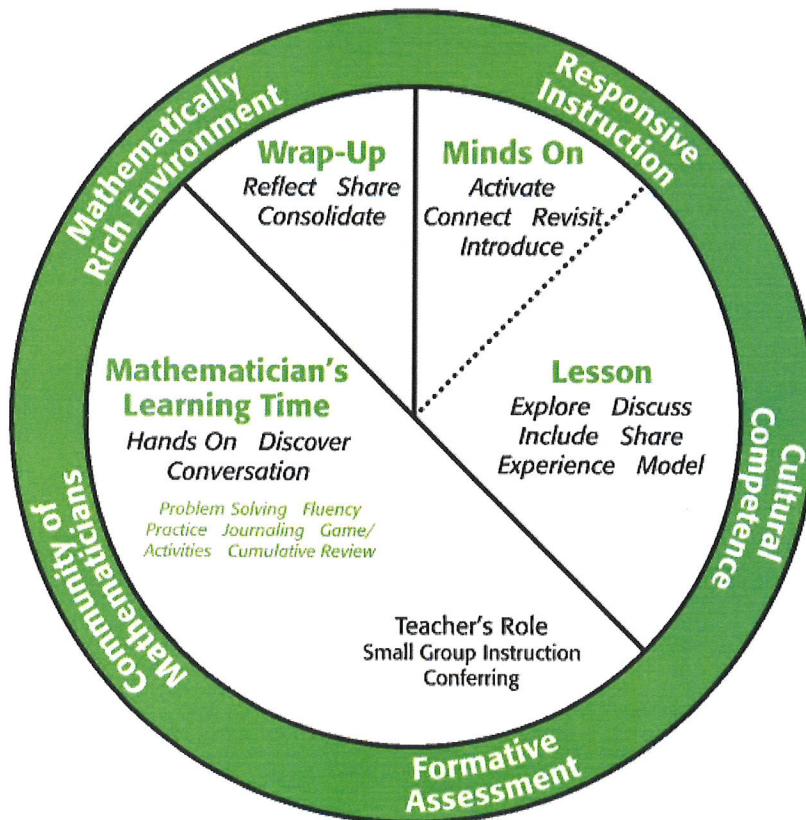 Mathematically
Rich Environment
Responsive
Instruction
Wrap-Up
Reflect Share
Consolidate
Minds On
Activate
Connect Revisit
Introduce
Mathematician's
Learning Time
Hands On Discover
Conversation
Problem Solving Fluency
Practice Journaling Game/
Activities Cumulative Review
Lesson
Explore Discuss
Include Share
Experience Model
Cultural
Competence
Teacher's Role
Small Group Instruction
Conferring
Community of
Mathematicians
Formative
Assessment